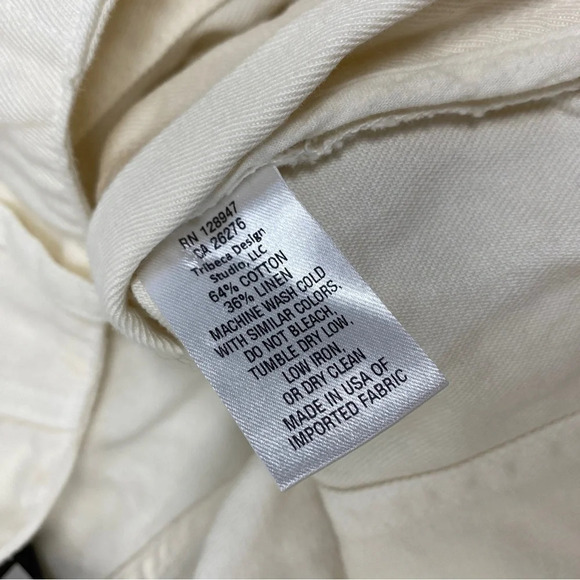 RN 128947
CA 26276
Tribeca Design
Studio, LLC
64% COTTON
36% LINEN
MACHINE WASH COLD
WITH SIMILAR COLORS,
DO NOT BLEACH,
TUMBLE DRY LOW,
LOW IRON
OR DRY CLEAN
MADE IN USA OF
IMPORTED FABRIC